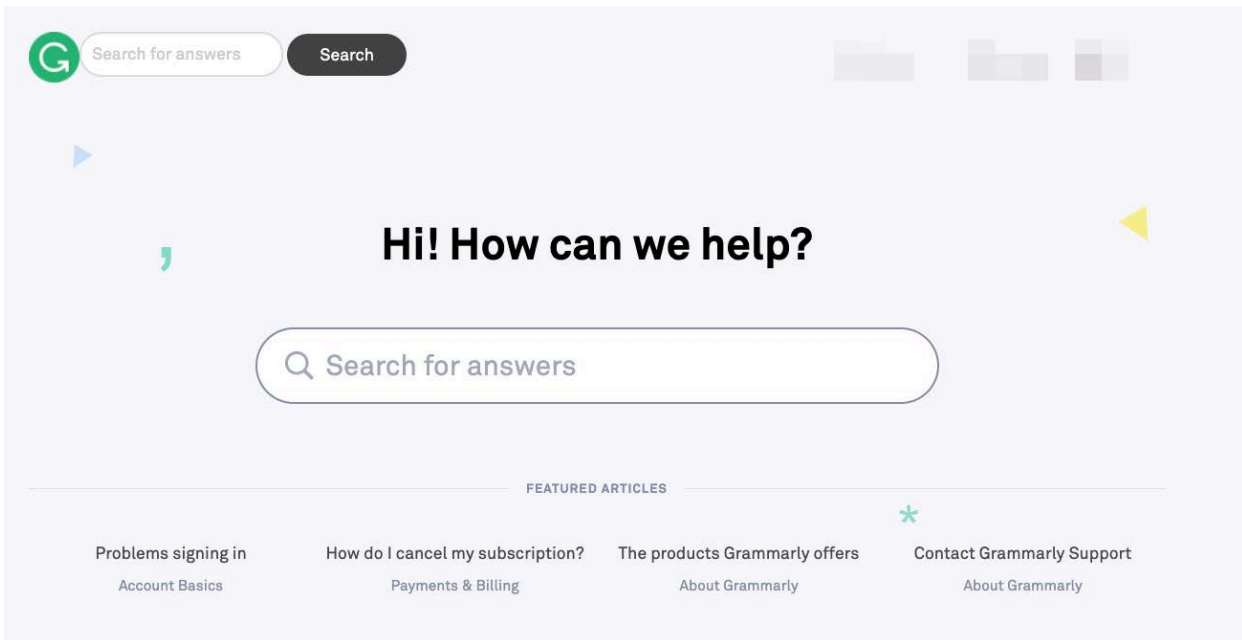 Search for answers Search
Hi! How can we help?
Search for answers
FEATURED ARTICLES
Problems signing in How do I cancel my subscription? The products Grammarly offers Contact Grammarly Support
Account Basics Payments & Billing About Grammarly About Grammarly